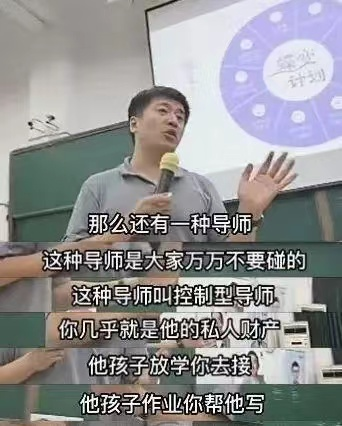 计划
那么还有一种导师
这种导师是大家万万不要碰的
这种导师叫控制型导师
你几乎就是他的私人财产
他孩子放学你去接
他孩子作业你帮他写